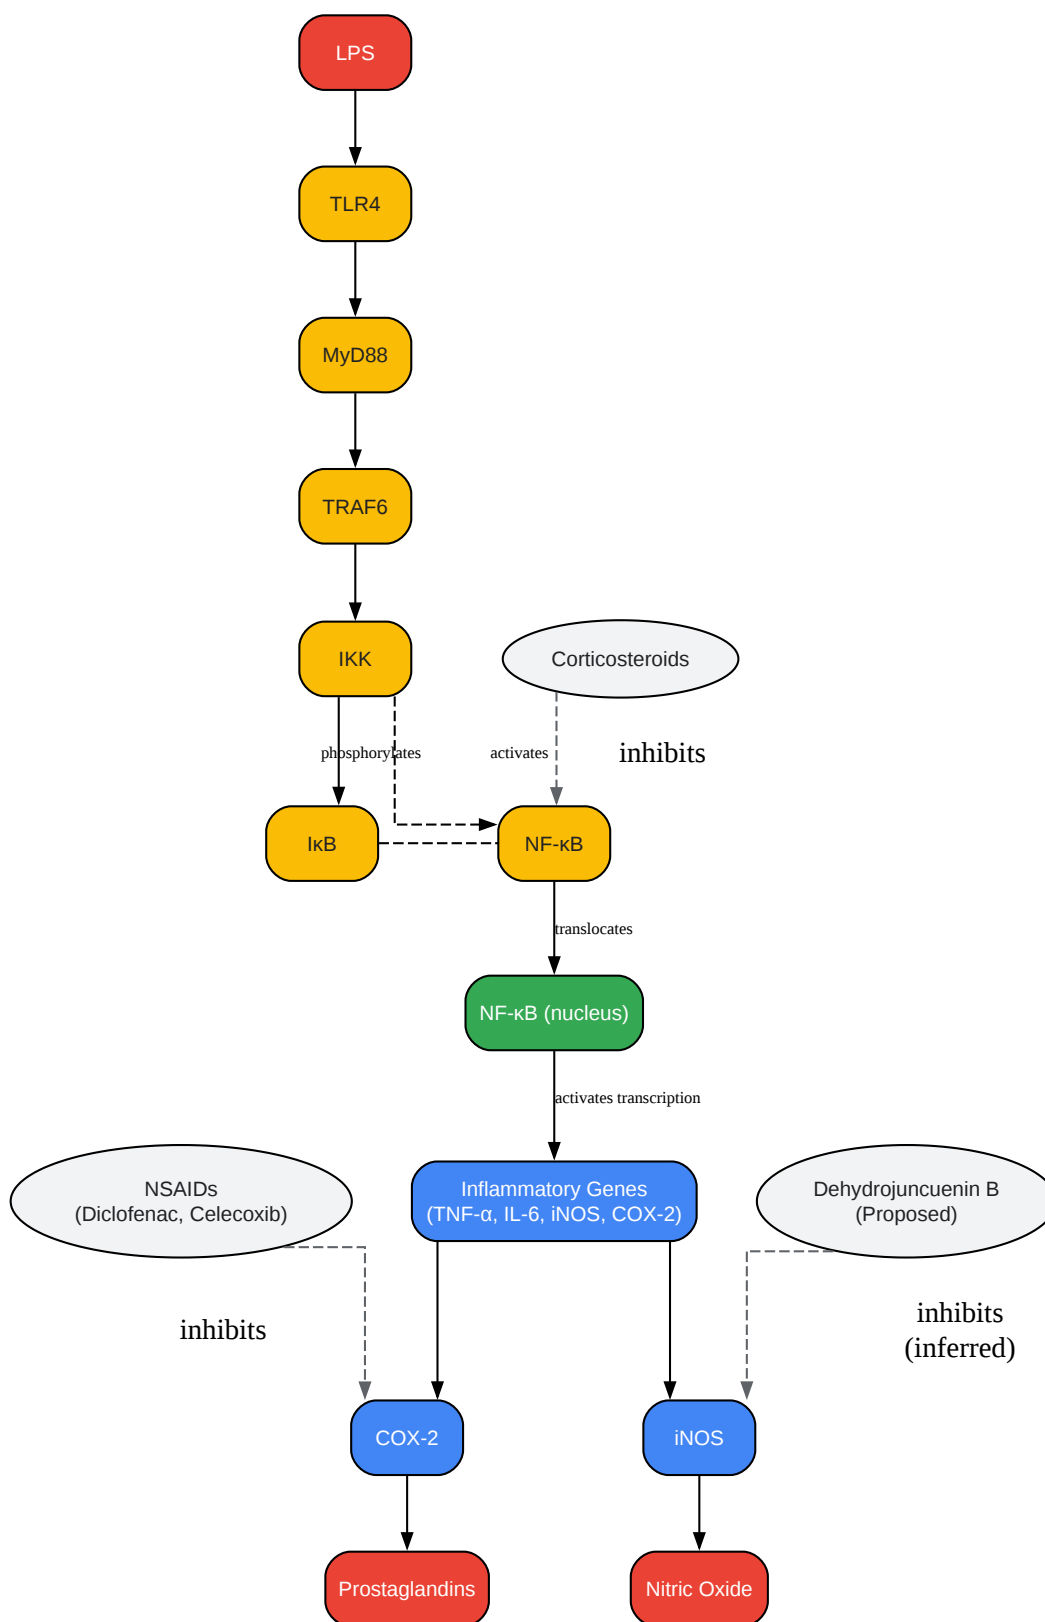 LPS
TLR4
MyD88
TRAF6
IKK
Corticosteroids
phosphorylates
activates
inhibits
IκB
NF-κB
translocates
NF-κB (nucleus)
activates transcription
NSAIDs
(Diclofenac, Celecoxib)
Inflammatory Genes
(TNF-α, IL-6, iNOS, COX-2)
Dehydrojuncuenin B
(Proposed)
inhibits
inhibits
(inferred)
COX-2
iNOS
Prostaglandins
Nitric Oxide